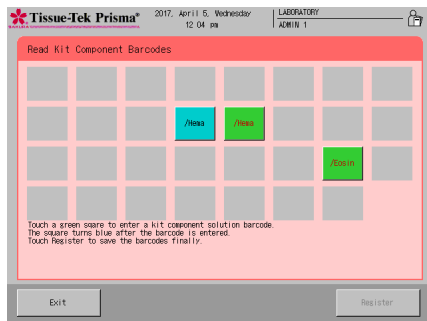 Tissue-Tek Prisma®
2017, April 5, Wednesday
12 04 pm
LABORATORY
ADMIN 1
SAKURA
Read Kit Component Barcodes
/Hema
/Hema
/Eosin
Touch a green sqare to enter a kit component solution barcode.
The square turns blue after the barcode is entered.
Touch Register to save the barcodes finally.
Exit
Register